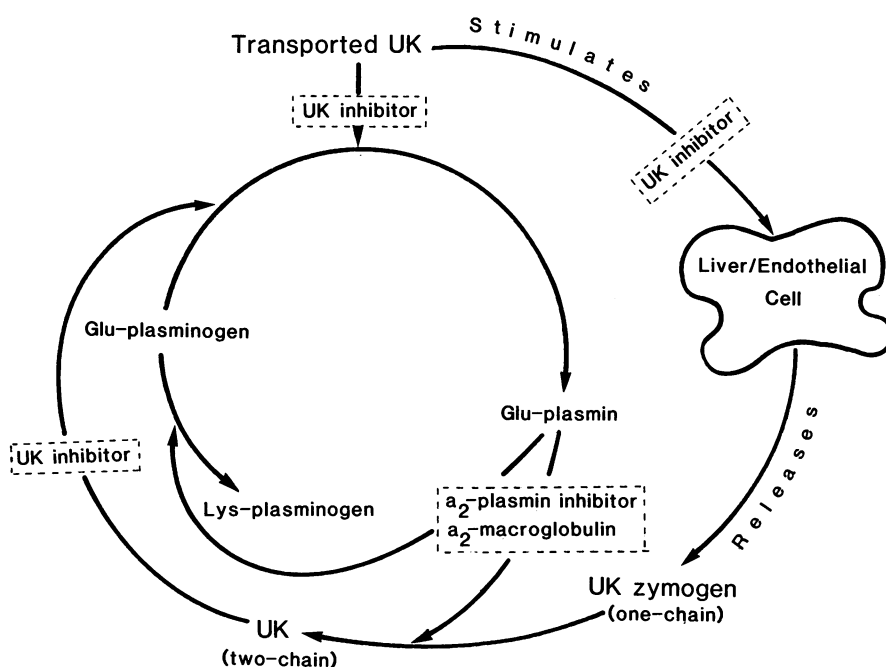 Transported UK
Stimulates
UK inhibitor
UK inhibitor
Liver/Endothelial
Cell
Glu-plasminogen
Glu-plasmin
UK inhibitor
Lys-plasminogen
a2-plasmin inhibitor
a2-macroglobulin
Releases
UK zymogen
(one-chain)
UK
(two-chain)